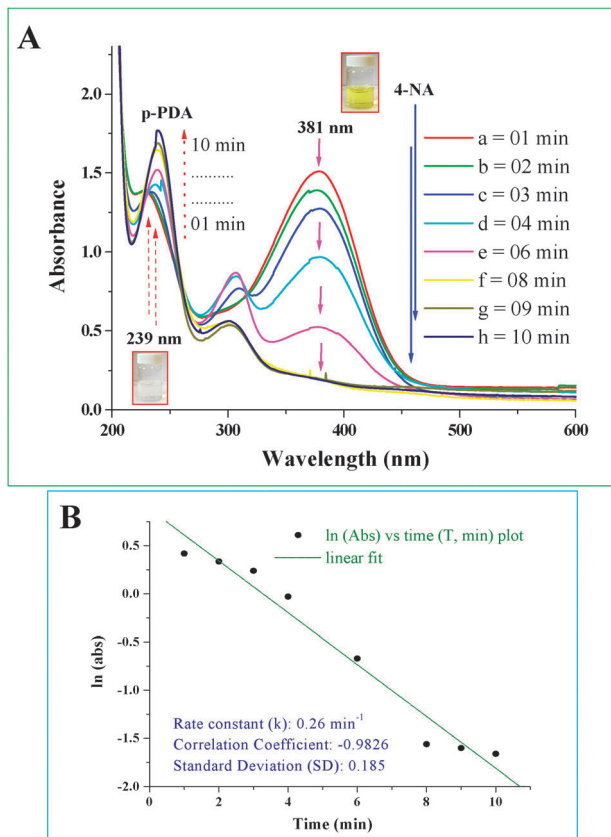 A
p-PDA
10 min
..........
..........
01 min
381 nm
4-NA
a = 01 min
b = 02 min
c = 03 min
d = 04 min
e = 06 min
f = 08 min
g = 09 min
h = 10 min
239 nm
Absorbance
2.0
1.5
1.0
0.5
0.0
200 300 400 500 600
Wavelength (nm)
B
ln (Abs) vs time (T, min) plot
linear fit
ln (abs)
0.5
0.0
-0.5
-1.0
-1.5
-2.0
Rate constant (k): 0.26 min⁻¹
Correlation Coefficient: -0.9826
Standard Deviation (SD): 0.185
0 2 4 6 8 10
Time (min)